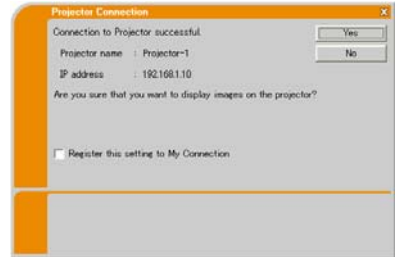 Projector Connection X
Connection to Projector successful.
Yes
Projector name : Projector-1
No
IP address : 192.168.1.10
Are you sure that you want to display images on the projector?
Register this setting to My Connection